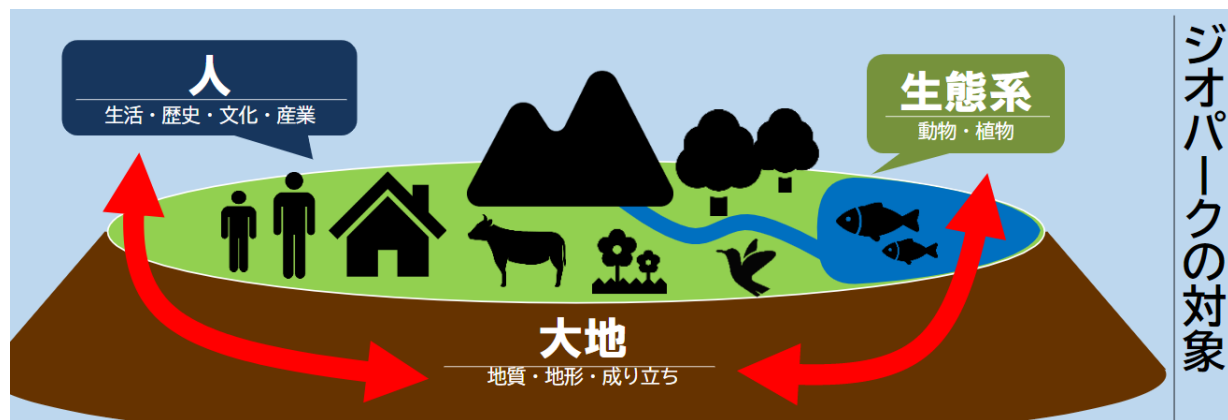 ジオパークの対象
人
生活・歴史・文化・産業
生態系
動物・植物
大地
地質・地形・成り立ち